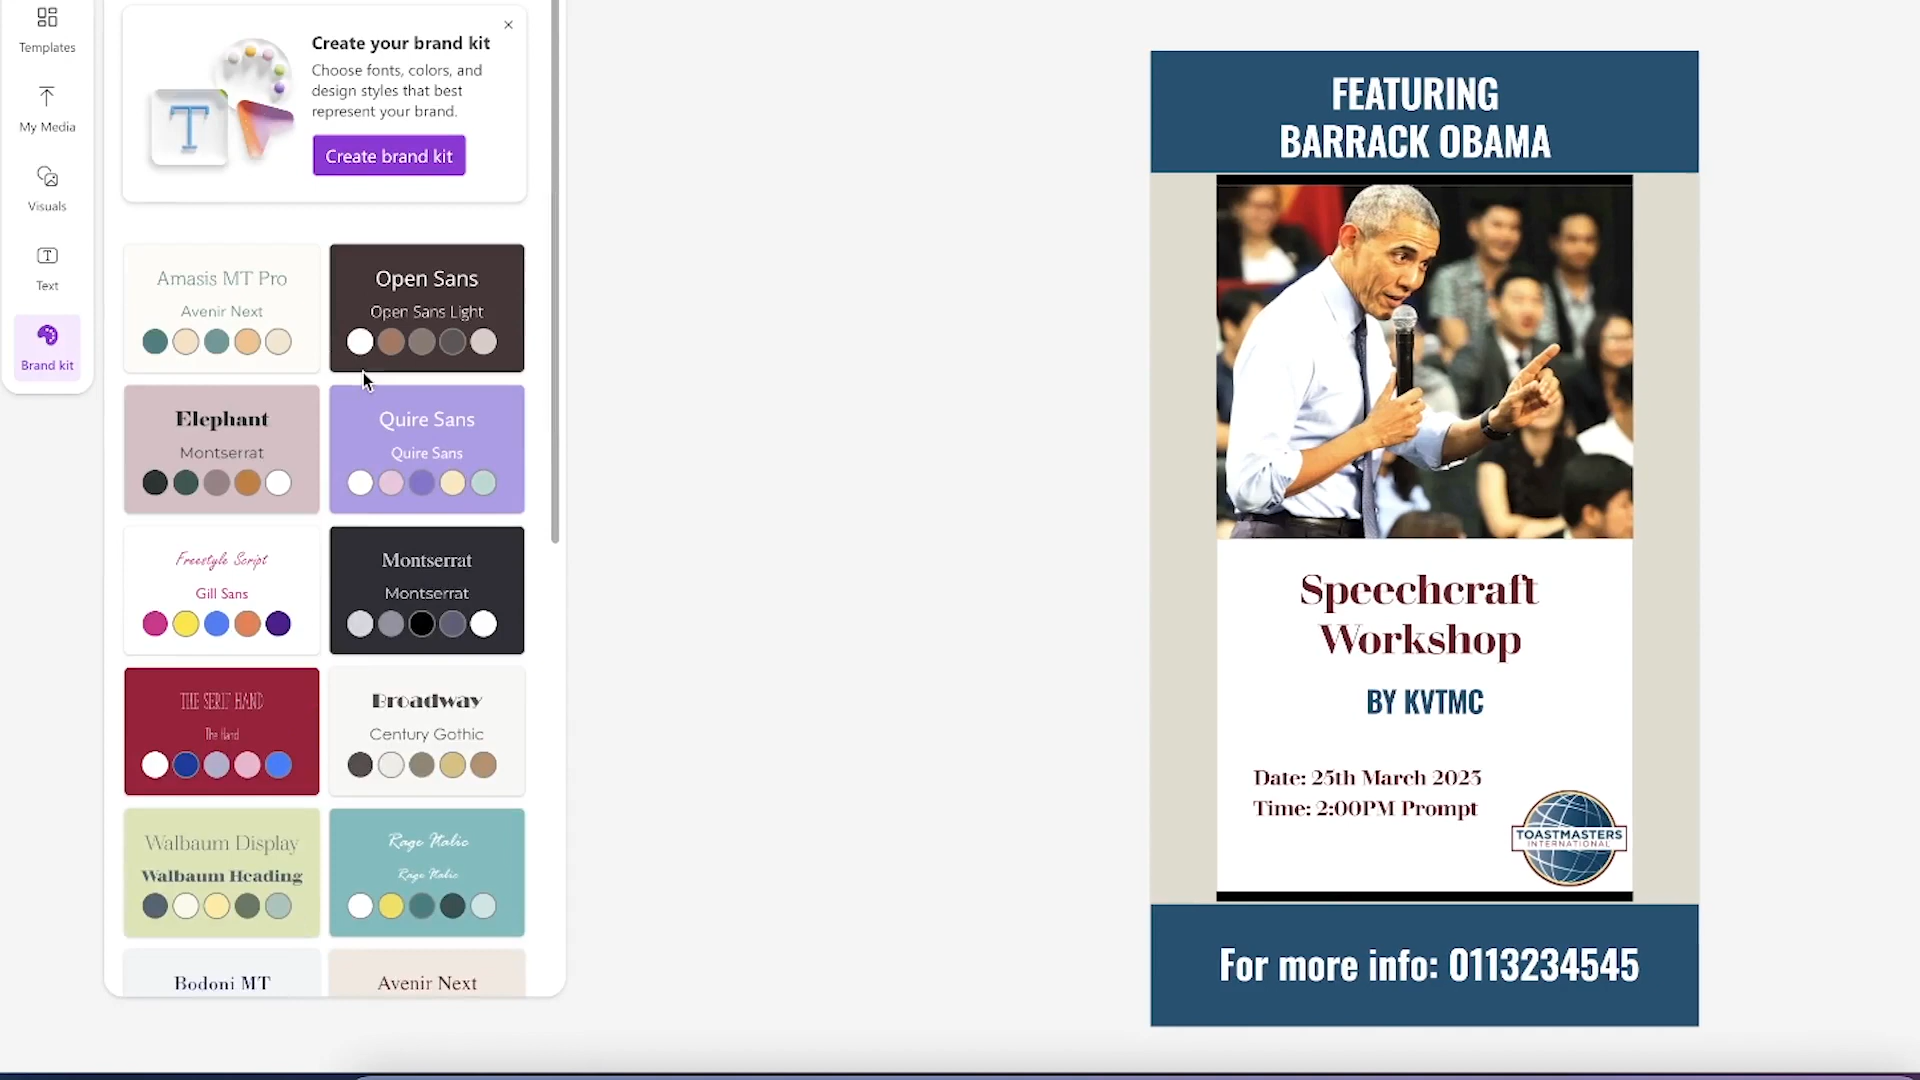 Templates
My Media
Visuals
Text
Brand kit
Create your brand kit
Choose fonts, colors, and
design styles that best
represent your brand.
Create brand kit
T
Amasis MT Pro
Avenir Next
Open Sans
Open Sans Light
Elephant
Montserrat
Quire Sans
Quire Sans
Freestyle Script
Gill Sans
Montserrat
Montserrat
THE SERIF HAND
The Hand
Broadway
Century Gothic
Walbaum Display
Walbaum Heading
Rage Italic
Rage Italic
Bodoni MT
Avenir Next
FEATURING
BARRACK OBAMA
Speechcraft
Workshop
BY KVTMC
Date: 25th March 2023
Time: 2:00PM Prompt
TOASTMASTERS
INTERNATIONAL
For more info: 0113234545